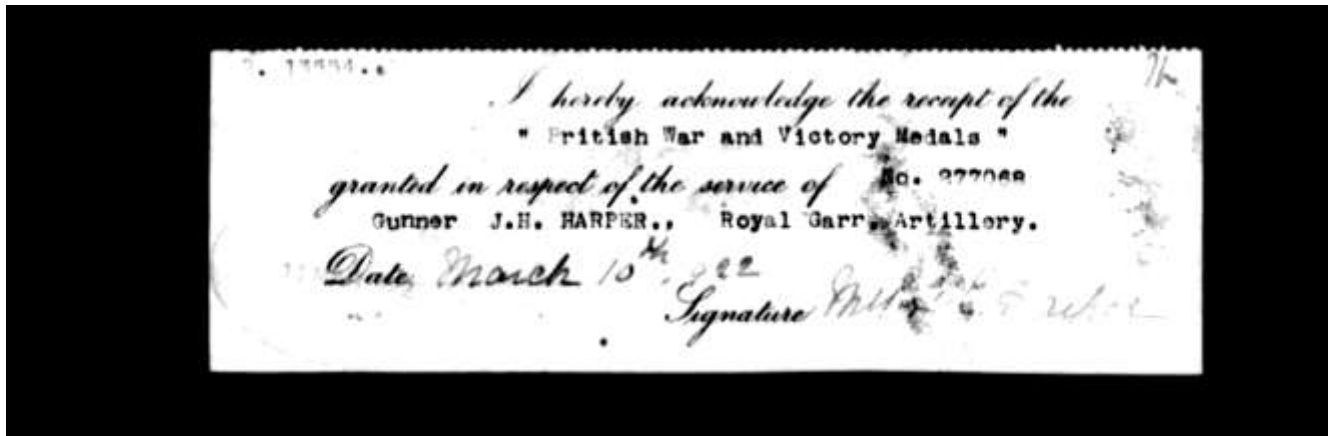 I hereby acknowledge the receipt of the
" British War and Victory Medals "
granted in respect of the service of No. 277068
Gunner J.H. HARPER., Royal Garr. Artillery.
Date March 10th 1922
Signature